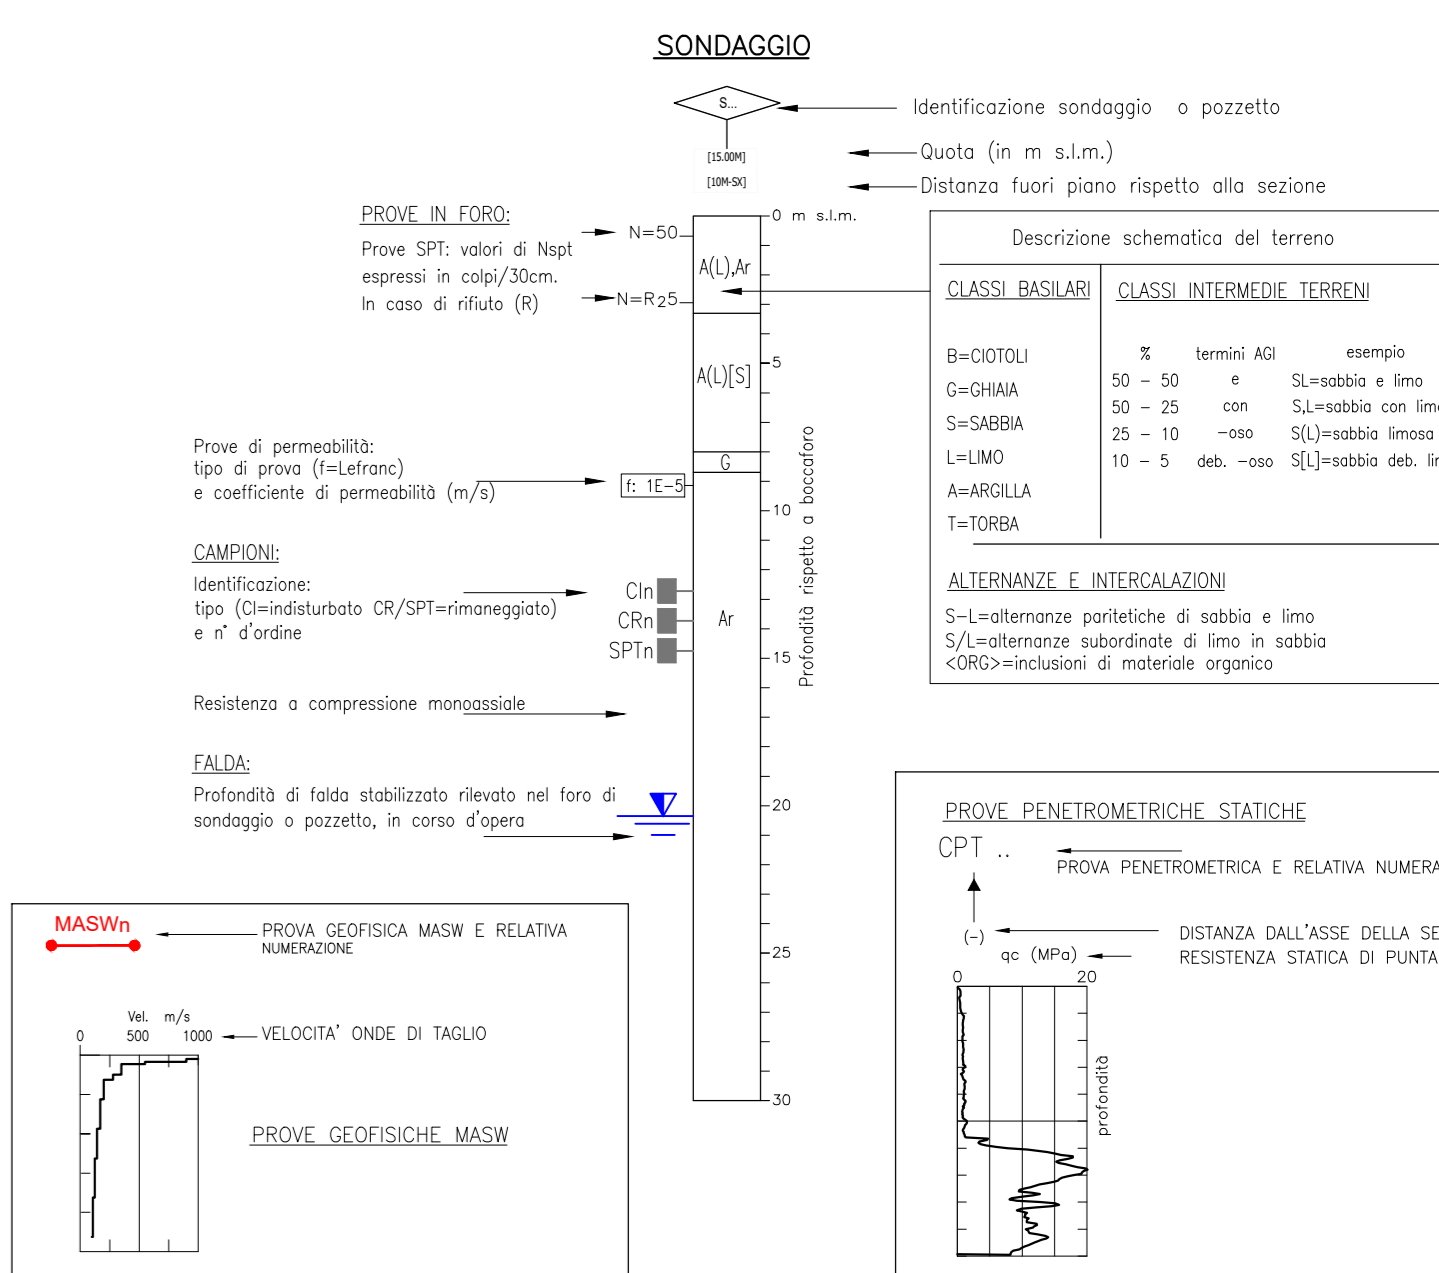 SONDAGGIO
S...
Identificazione sondaggio o pozzetto
[15.00M]
Quota (in m s.l.m.)
[10M-SX]
Distanza fuori piano rispetto alla sezione
PROVE IN FORO:
Prove SPT: valori di Nspt
espressi in colpi/30cm.
In caso di rifiuto (R)
N=50
N=R25
0 m s.l.m.
5
10
15
20
25
30
A(L),Ar
A(L)[S]
G
Ar
Profondità rispetto a boccaforo
Prove di permeabilità:
tipo di prova (f=Lefranc)
e coefficiente di permeabilità (m/s)
f: 1E-5
CAMPIONI:
Identificazione:
tipo (CI=indisturbato CR/SPT=rimaneggiato)
e n° d'ordine
CIn
CRn
SPTn
Resistenza a compressione monoassiale
FALDA:
Profondità di falda stabilizzato rilevato nel foro di
sondaggio o pozzetto, in corso d'opera
Descrizione schematica del terreno
CLASSI BASILARI
B=CIOTOLI
G=GHIAIA
S=SABBIA
L=LIMO
A=ARGILLA
T=TORBA
CLASSI INTERMEDIE TERRENI
% termini AGI esempio
50 - 50 e SL=sabbia e limo
50 - 25 con S,L=sabbia con lim
25 - 10 -oso S(L)=sabbia limosa
10 - 5 deb. -oso S[L]=sabbia deb. li
ALTERNANZE E INTERCALAZIONI
S-L=alternanze paritetiche di sabbia e limo
S/L=alternanze subordinate di limo in sabbia
<ORG>=inclusioni di materiale organico
MASWn
PROVA GEOFISICA MASW E RELATIVA
NUMERAZIONE
Vel. m/s
0 500 1000
VELOCITA' ONDE DI TAGLIO
PROVE GEOFISICHE MASW
PROVE PENETROMETRICHE STATICHE
CPT ..
PROVA PENETROMETRICA E RELATIVA NUMERA
(-)
DISTANZA DALL'ASSE DELLA SE
qc (MPa)
RESISTENZA STATICA DI PUNTA
0 20
profondità